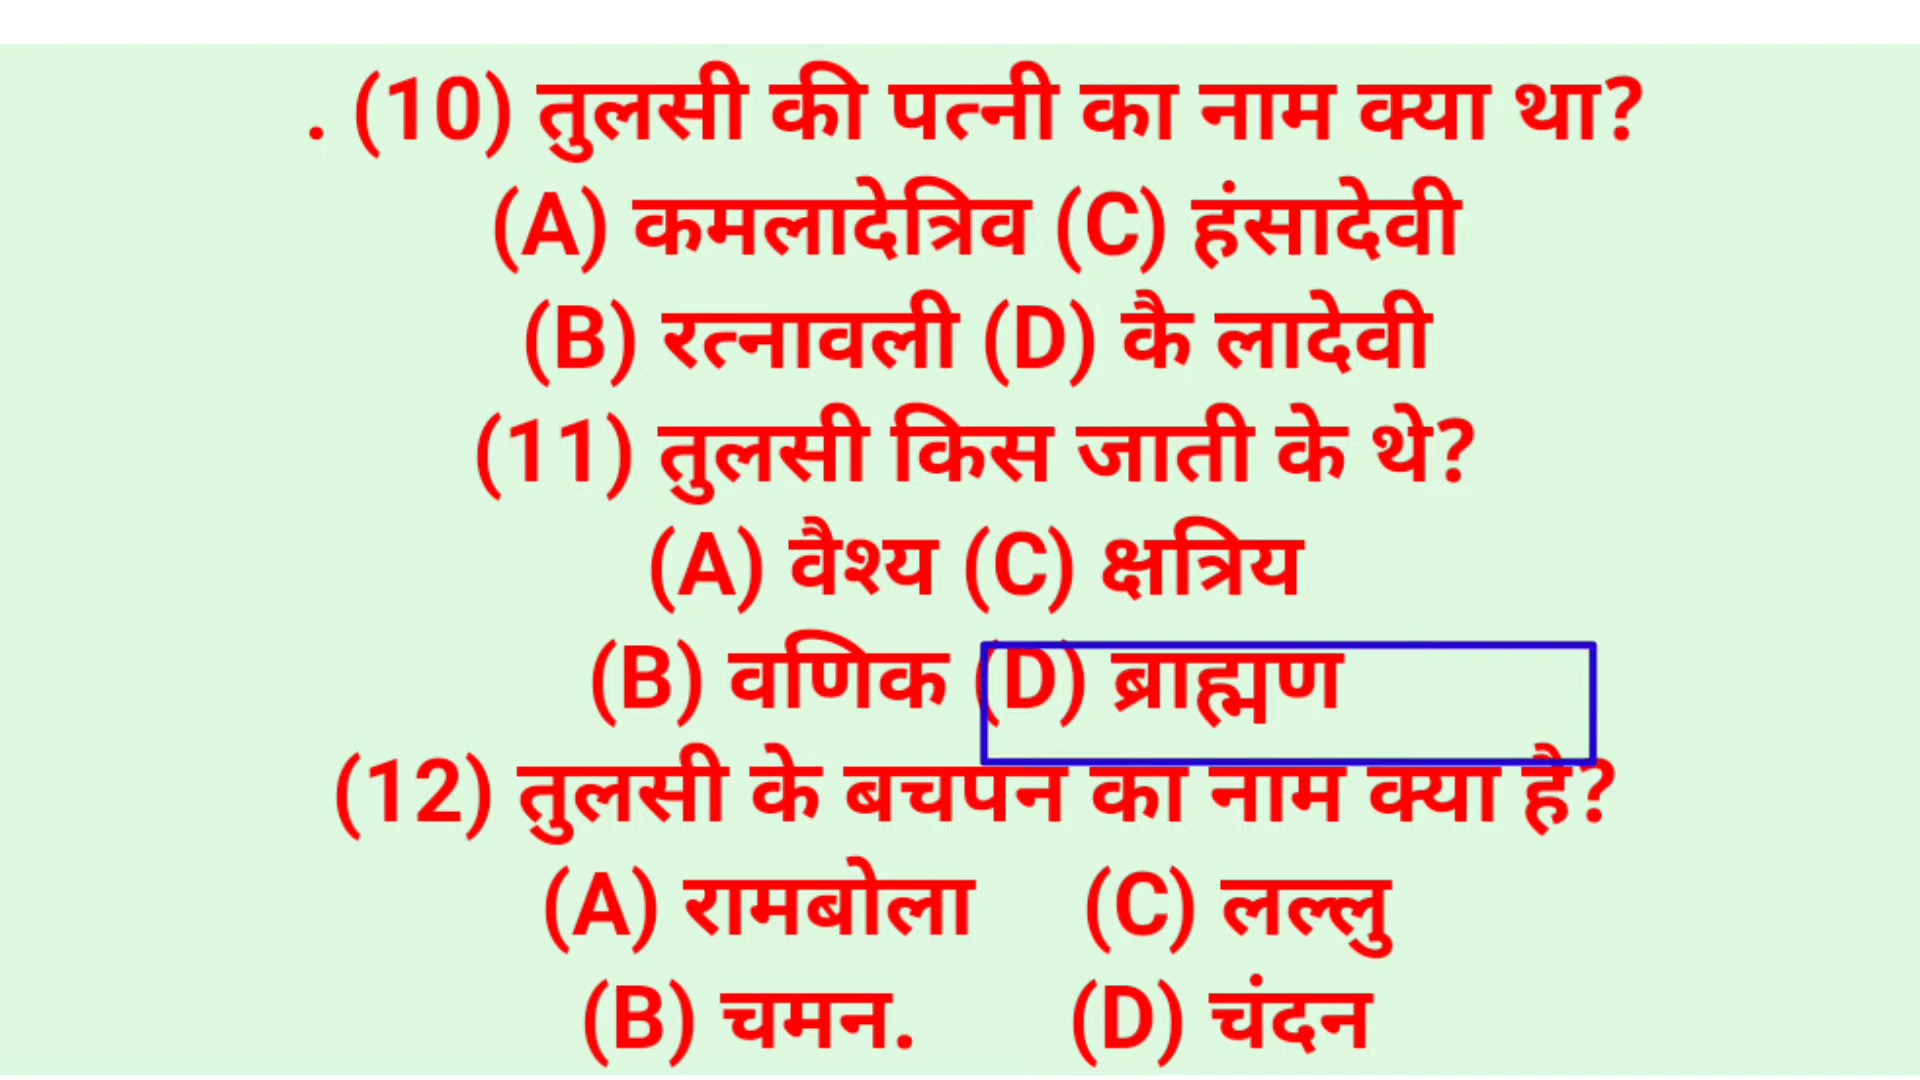 . (10) तुलसी की पत्नी का नाम क्या था?
(A) कमलादेत्रिव (C) हंसादेवी
(B) रत्नावली (D) कै लादेवी
(11) तुलसी किस जाती के थे?
(A) वैश्य (C) क्षत्रिय
(B) वणिक (D) ब्राह्मण
(12) तुलसी के बचपन का नाम क्या है?
(A) रामबोला (C) लल्लु
(B) चमन. (D) चंदन